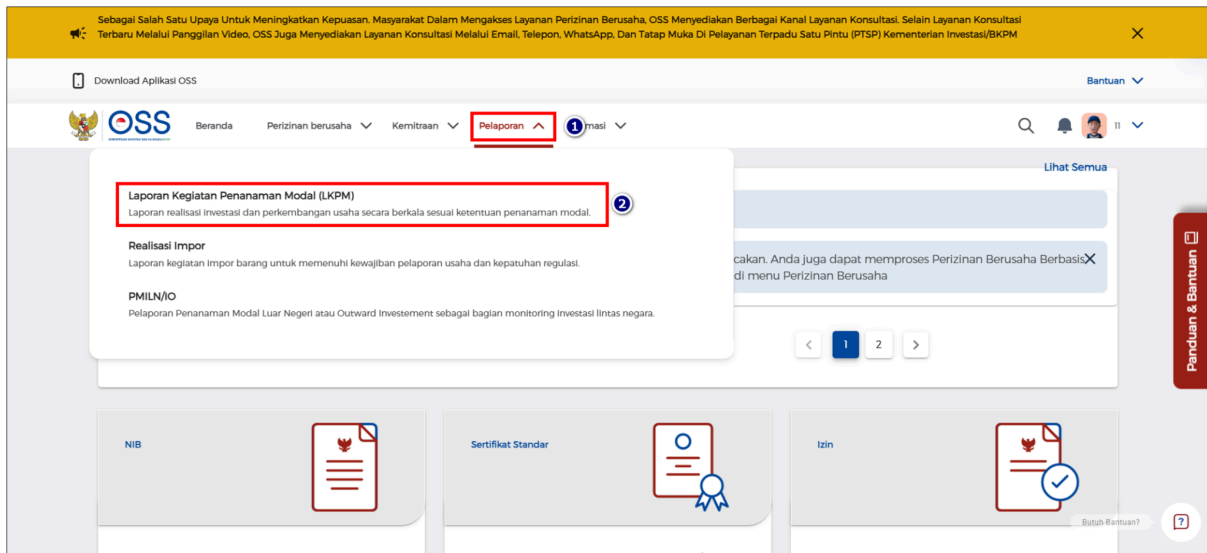 Sebagai Salah Satu Upaya Untuk Meningkatkan Kepuasan. Masyarakat Dalam Mengakses Layanan Perizinan Berusaha, OSS Menyediakan Berbagai Kanal Layanan Konsultasi. Selain Layanan Konsultasi
Terbaru Melalui Panggilan Video, OSS Juga Menyediakan Layanan Konsultasi Melalui Email, Telepon, WhatsApp, Dan Tatap Muka Di Pelayanan Terpadu Satu Pintu (PTSP) Kementerian Investasi/BKPM
Download Aplikasi OSS
Bantuan
OSS
Beranda
Perizinan berusaha
Kemitraan
Pelaporan
1
masi
11
Lihat Semua
Laporan Kegiatan Penanaman Modal (LKPM)
Laporan realisasi investasi dan perkembangan usaha secara berkala sesuai ketentuan penanaman modal.
2
Realisasi Impor
Laporan kegiatan impor barang untuk memenuhi kewajiban pelaporan usaha dan kepatuhan regulasi.
cakan. Anda juga dapat memproses Perizinan Berusaha Berbasis
di menu Perizinan Berusaha
PMILN/IO
Pelaporan Penanaman Modal Luar Negeri atau Outward Investement sebagai bagian monitoring investasi lintas negara.
1
2
Panduan & Bantuan
NIB
Sertifikat Standar
Izin
Butuh Bantuan?